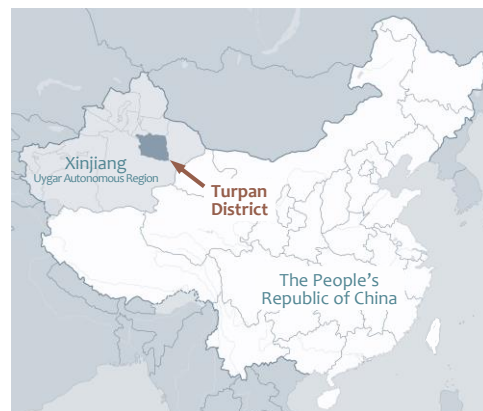 Xinjiang
Uygar Autonomous Region
Turpan
District
The People's
Republic of China